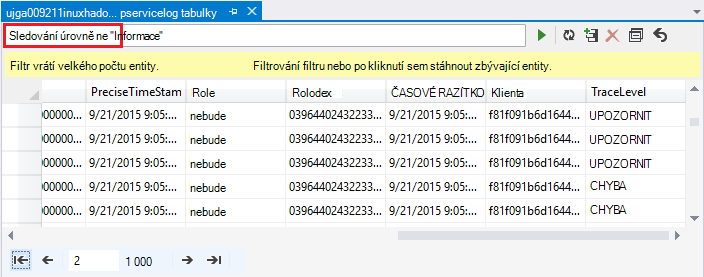 ujga009211inuxhado... pservicelog tabulky
Sledování úrovně ne "Informace"
Filtr vrátí velkého počtu entity. Filtrování filtru nebo po kliknutí sem stáhnout zbývající entity.
PreciseTimeStam Role Rolodex ČASOVÉ RAZÍTKO Klienta TraceLevel
000000... 9/21/2015 9:05:... nebude 03964402432233... 9/21/2015 9:05:... f81f091b6d1644... UPOZORNIT
000000... 9/21/2015 9:05:... nebude 03964402432233... 9/21/2015 9:05:... f81f091b6d1644... UPOZORNIT
000000... 9/21/2015 9:05:... nebude 03964402432233... 9/21/2015 9:05:... f81f091b6d1644... UPOZORNIT
000000... 9/21/2015 9:05:... nebude 03964402432233... 9/21/2015 9:05:... f81f091b6d1644... CHYBA
000000... 9/21/2015 9:05:... nebude 03964402432233... 9/21/2015 9:05:... f81f091b6d1644... CHYBA
2 1 000